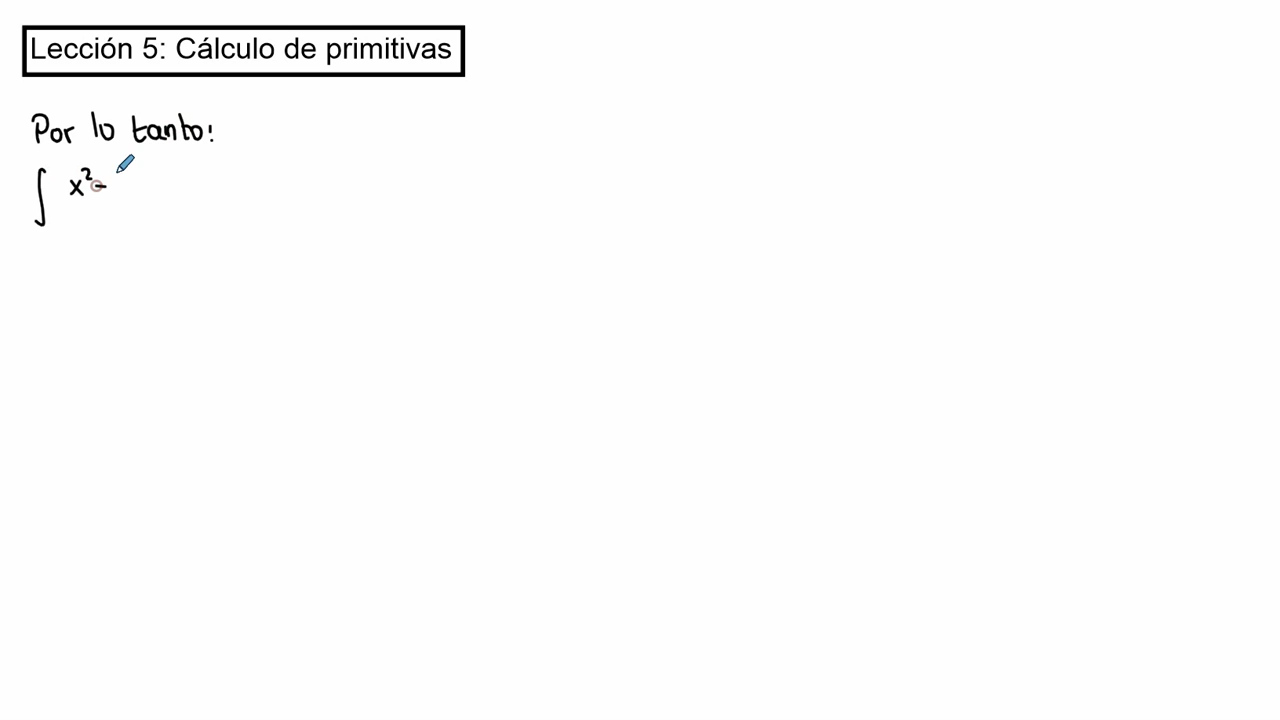 Lección 5: Cálculo de primitivas
Por lo tanto:
∫ x² -